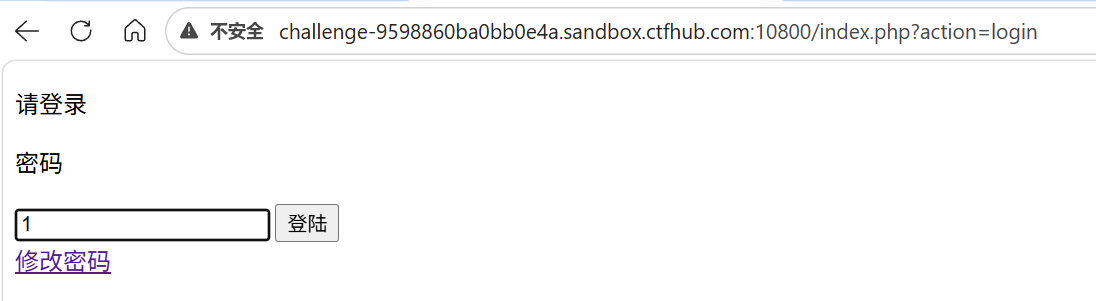 不安全 challenge-9598860ba0bb0e4a.sandbox.ctfhub.com:10800/index.php?action=login
请登录
密码
1 登陆
修改密码